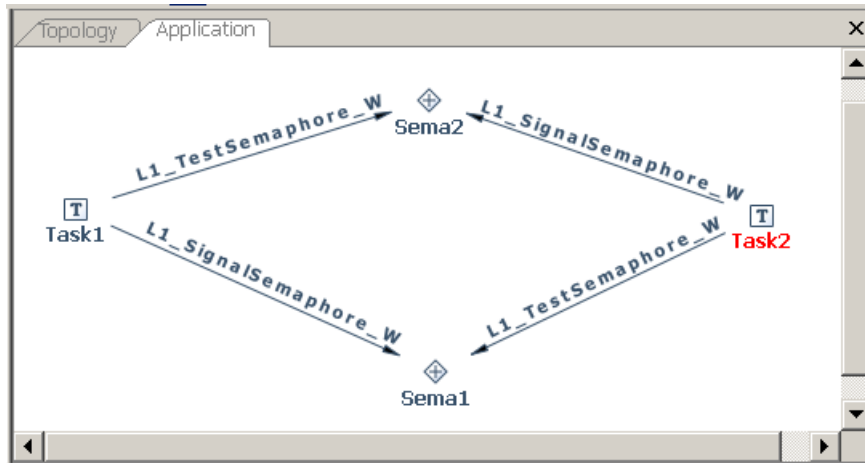 Topology
Application
L1_TestSemaphore_W
Sema2
L1_SignalSemaphore_W
T
Task1
T
Task2
L1_SignalSemaphore_W
L1_TestSemaphore_W
Sema1